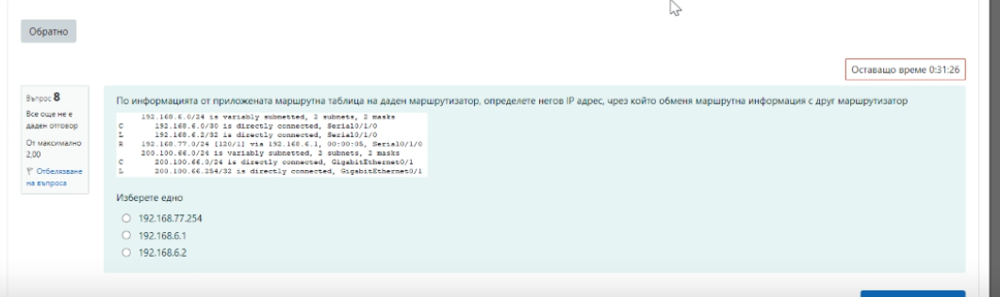 Обратно
Оставащо време 0:31:26
Въпрос 8
Все още не е
даден отговор
От максимално
2,00
Отбелязване
на въпроса
По информацията от приложената маршрутна таблица на даден маршрутизатор, определете негов IP адрес, чрез който обменя маршрутна информация с друг маршрутизатор
192.168.6.0/24 is variably subnetted, 2 subnets, 2 masks
C 192.168.6.0/30 is directly connected, Serial0/1/0
L 192.168.6.2/32 is directly connected, Serial0/1/0
R 192.168.77.0/24 [120/1] via 192.168.6.1, 00:00:05, Serial0/1/0
200.100.66.0/24 is variably subnetted, 2 subnets, 2 masks
C 200.100.66.0/24 is directly connected, GigabitEthernet0/1
L 200.100.66.254/32 is directly connected, GigabitEthernet0/1
Изберете едно
192.168.77.254
192.168.6.1
192.168.6.2